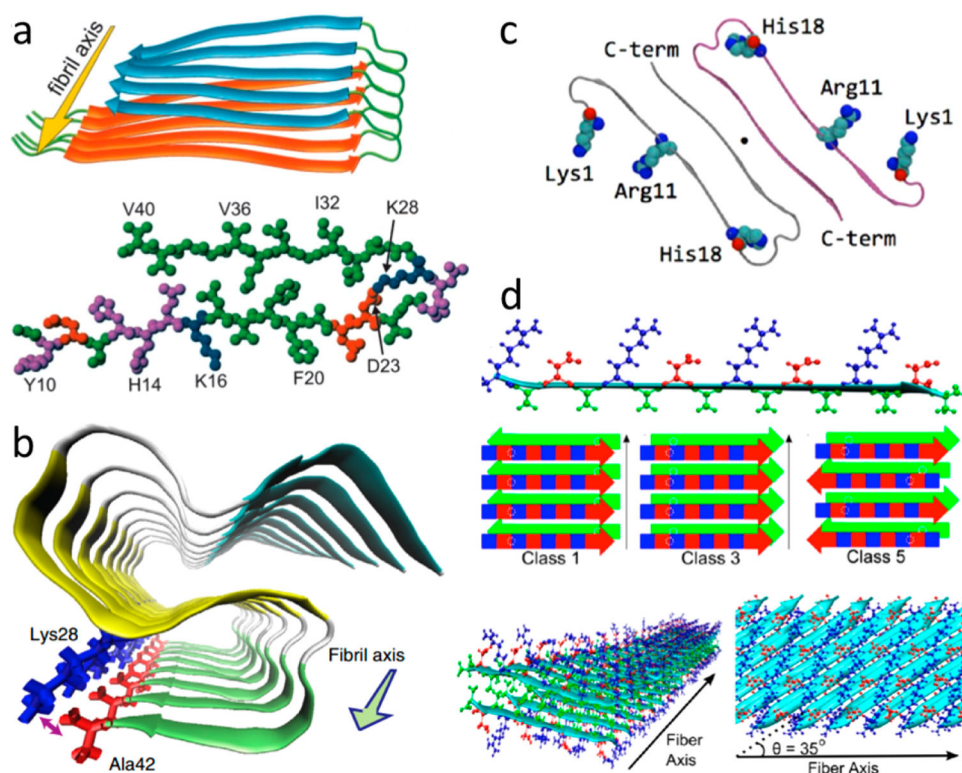 a
fibril axis
V40
V36
I32
K28
Y10
H14
K16
F20
D23
b
Lys28
Fibril axis
Ala42
c
His18
C-term
Arg11
Lys1
Lys1
Arg11
His18
C-term
d
Class 1
Class 3
Class 5
Fiber
Axis
θ = 35°
Fiber Axis